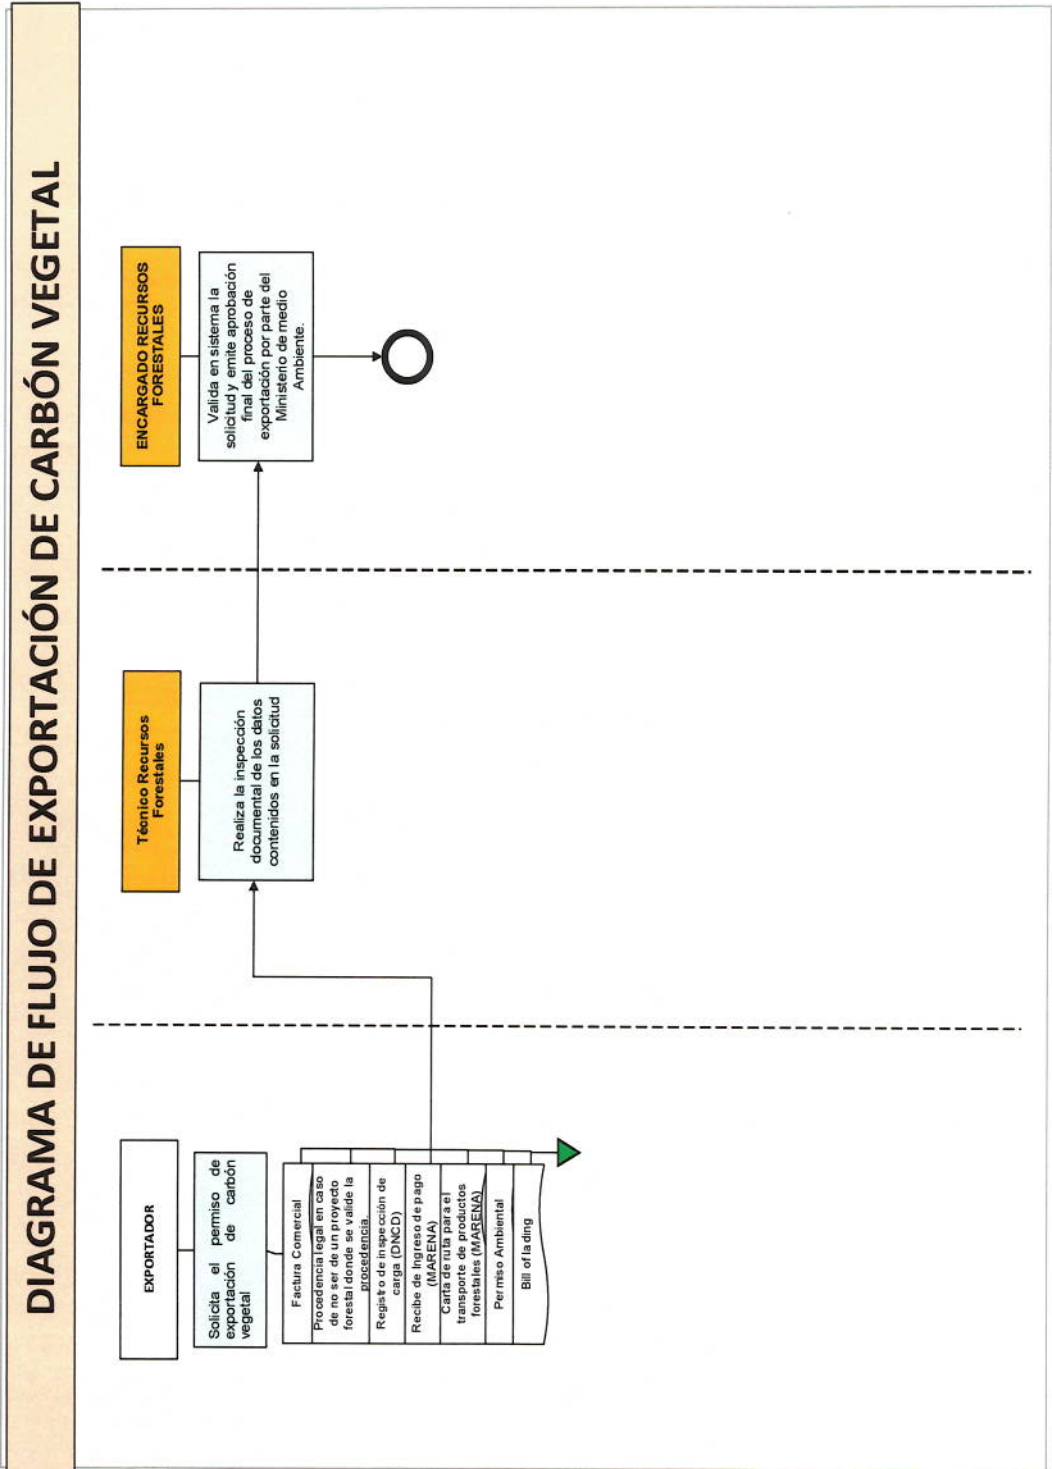 DIAGRAMA DE FLUJO DE EXPORTACIÓN DE CARBÓN VEGETAL
EXPORTADOR
Solicita el permiso de
exportación de carbón
vegetal
Factura Comercial
Procedencia legal en caso
de no ser de un proyecto
forestal donde se valide la
procedencia.
Registro de inspección de
carga (DNCD)
Recibe de Ingreso de pago
(MARENA)
Carta de ruta para el
transporte de productos
forestales (MARENA)
Permiso Ambiental
Bill of lading
Técnico Recursos
Forestales
Realiza la inspección
documental de los datos
contenidos en la solicitud
ENCARGADO RECURSOS
FORESTALES
Valida en sistema la
solicitud y emite aprobación
final del proceso de
exportación por parte del
Ministerio de medio
Ambiente.